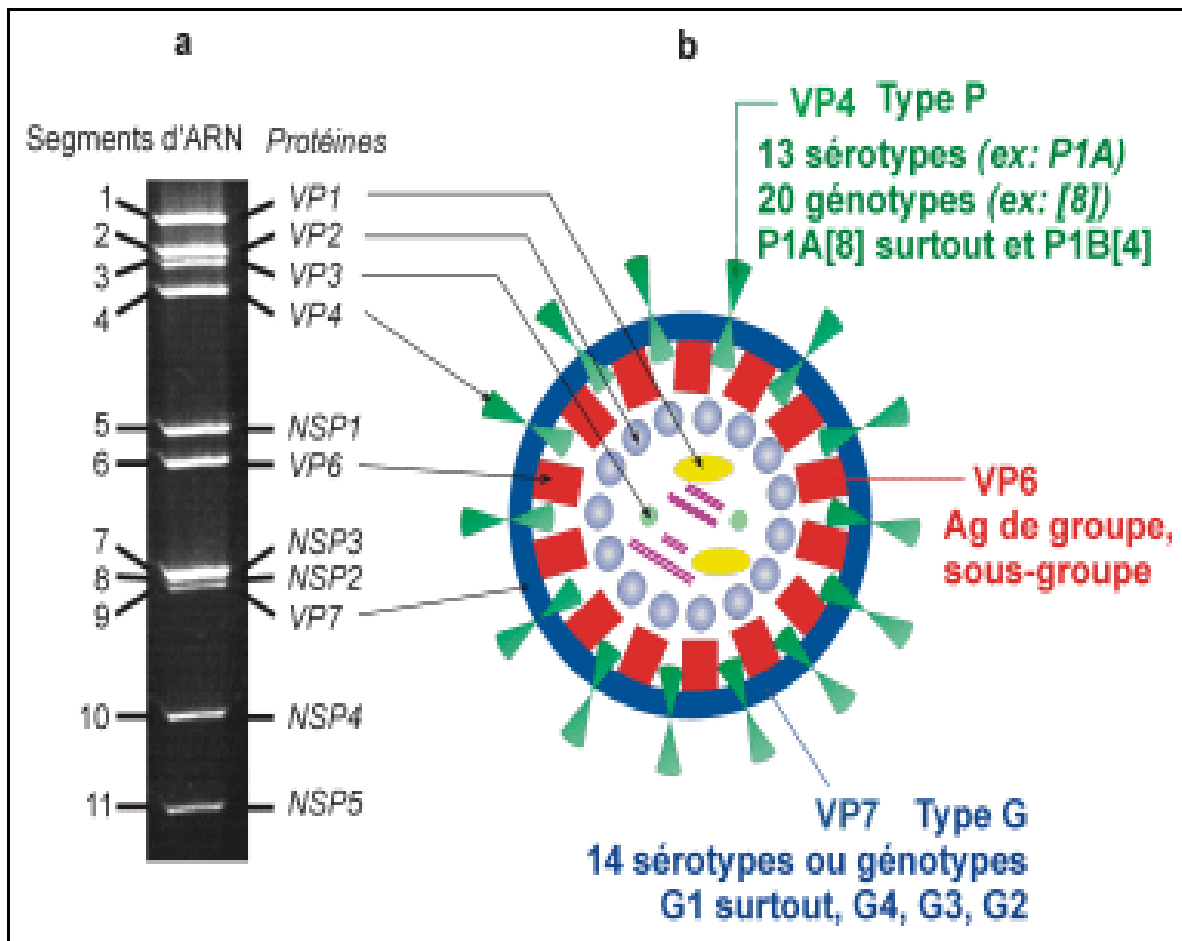 a
Segments d'ARN Protéines
1 VP1
2 VP2
3 VP3
4 VP4
5 NSP1
6 VP6
7 NSP3
8 NSP2
9 VP7
10 NSP4
11 NSP5
b
VP4 Type P
13 sérotypes (ex: P1A)
20 génotypes (ex: [8])
P1A[8] surtout et P1B[4]
VP6
Ag de groupe,
sous-groupe
VP7 Type G
14 sérotypes ou génotypes
G1 surtout, G4, G3, G2